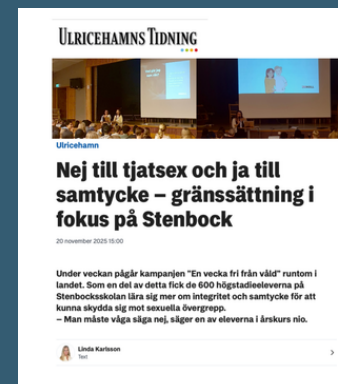 ULRICEHAMNS TIDNING
Ulricehamn
Nej till tjatsex och ja till
samtycke – gränssättning i
fokus på Stenbock
20 november 2025 15:00
Under veckan pågår kampanjen "En vecka fri från våld" runtom i
landet. Som en del av detta fick de 600 högstadieeleverna på
Stenbocksskolan lära sig mer om integritet och samtycke för att
kunna skydda sig mot sexuella övergrepp.
– Man måste våga säga nej, säger en av eleverna i årskurs nio.
Linda Karlsson
Text